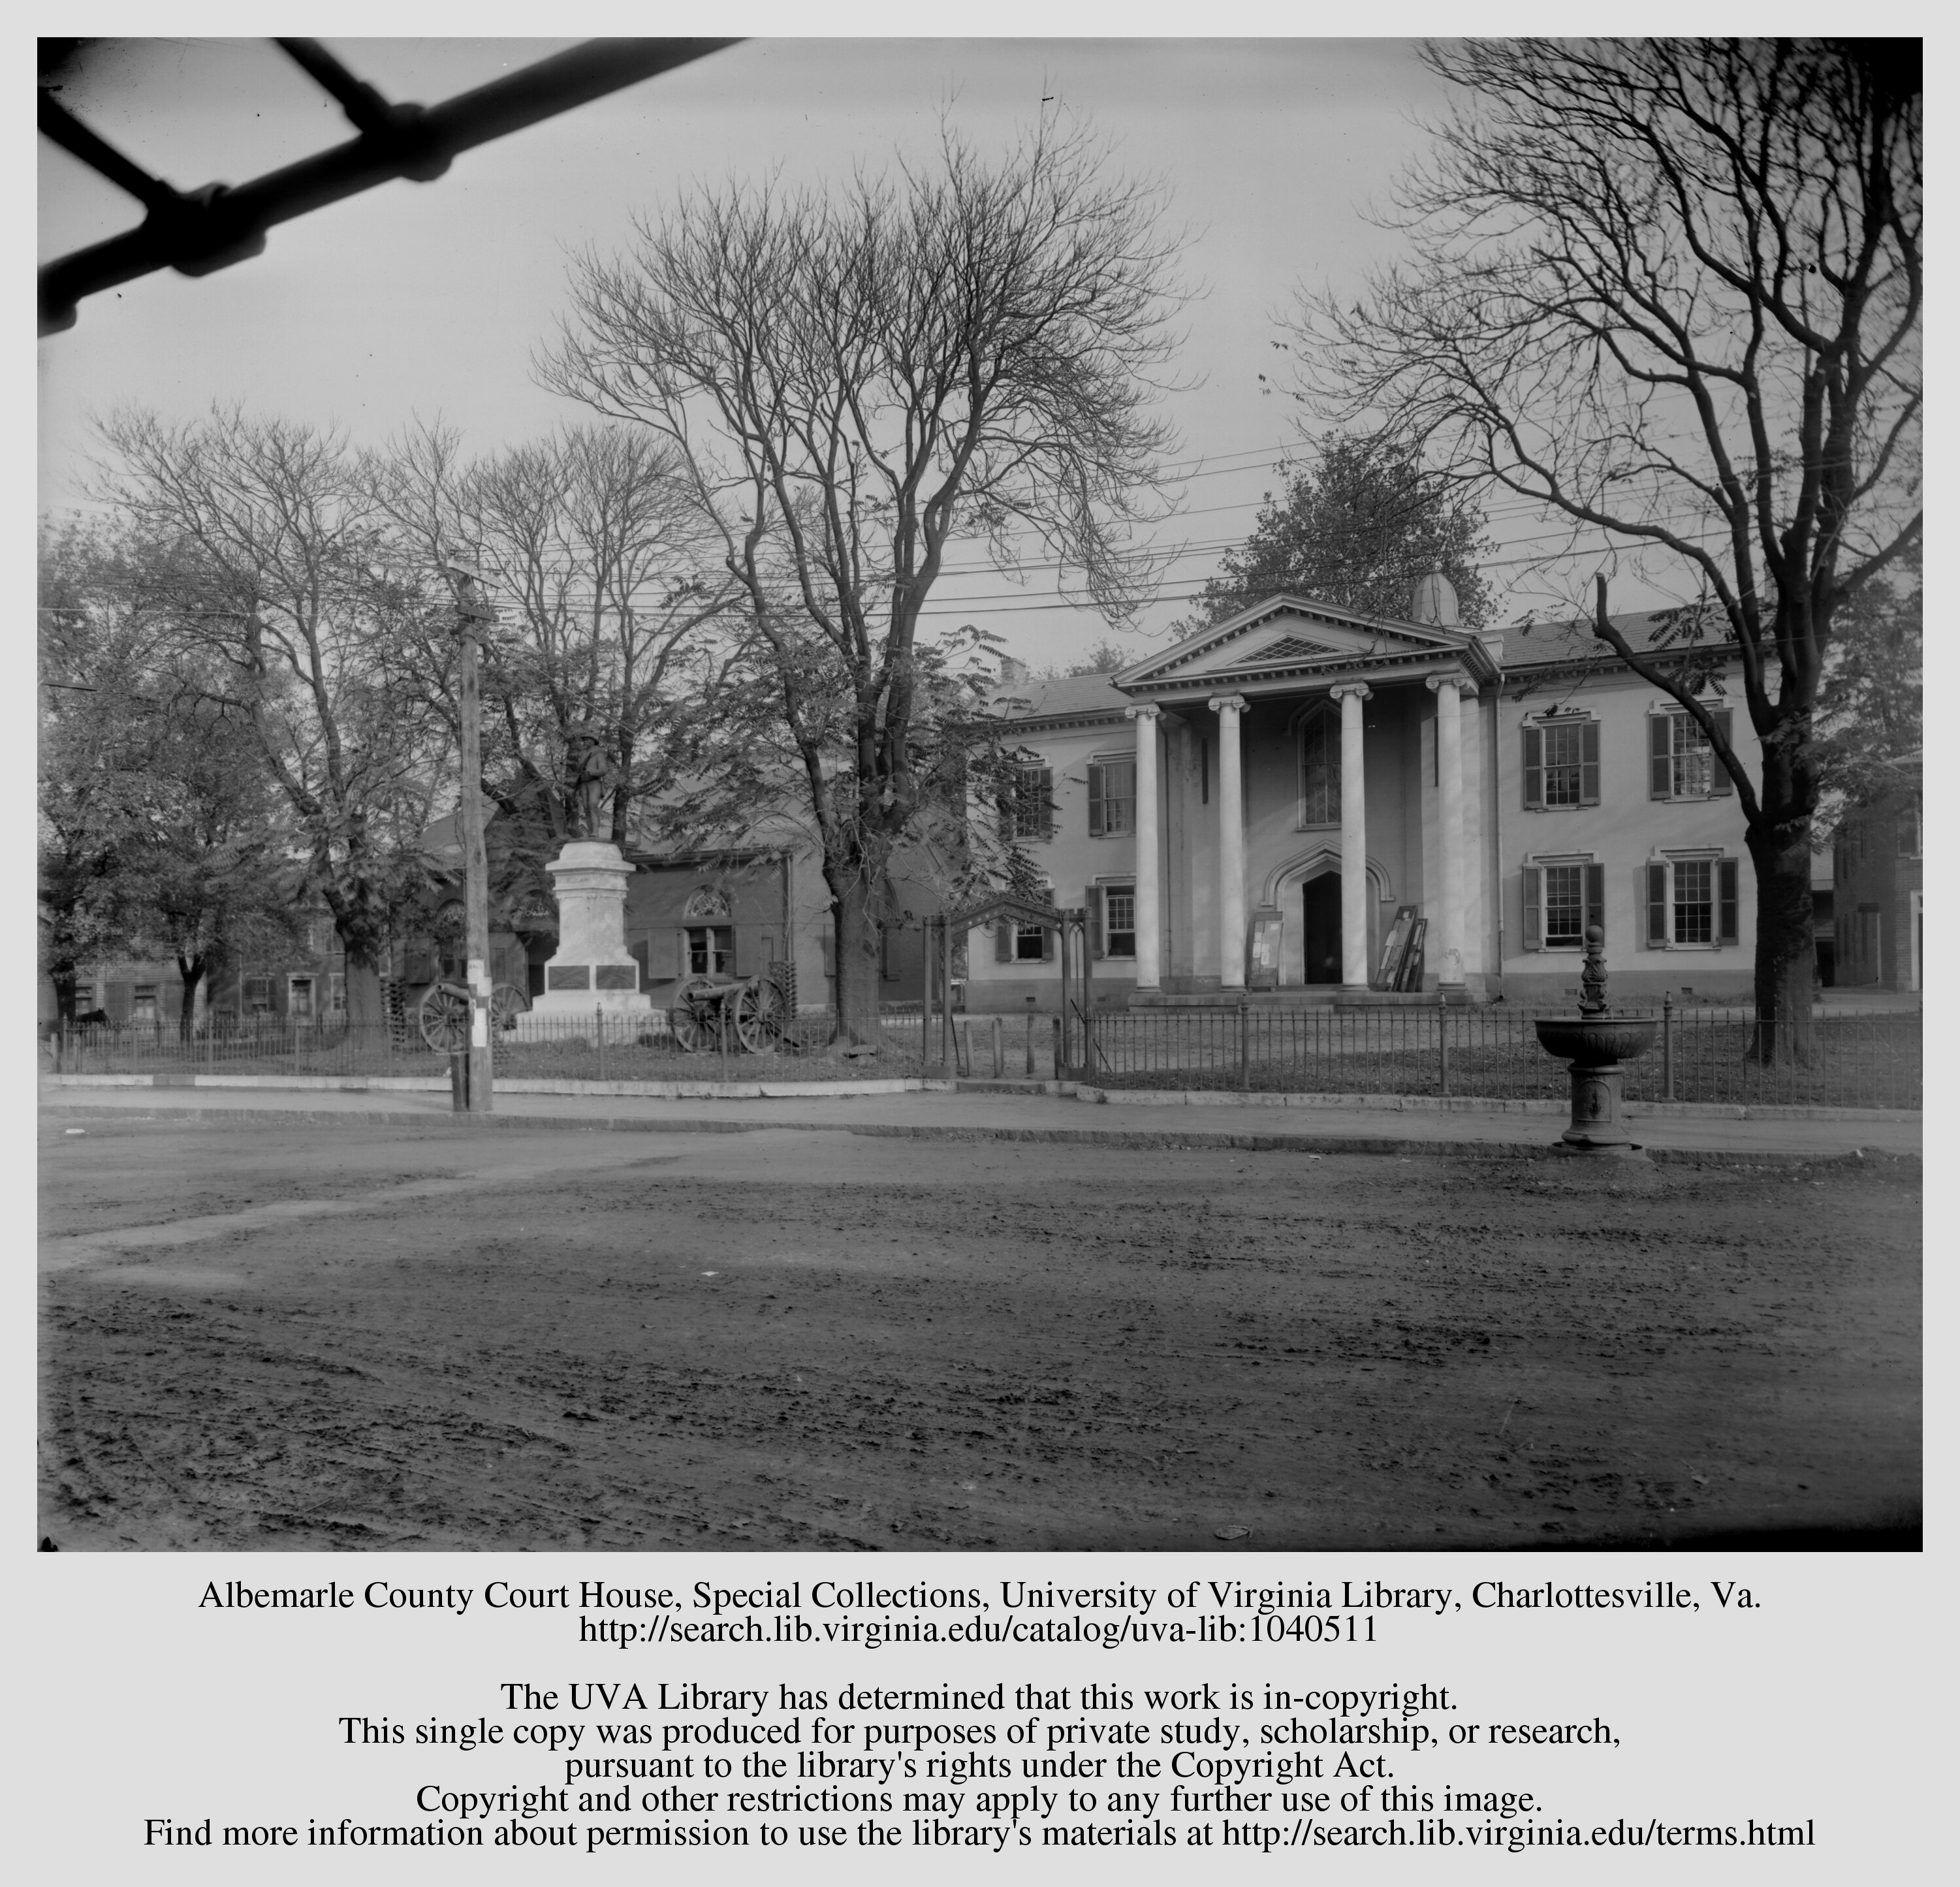 Albemarle County Court House, Special Collections, University of Virginia Library, Charlottesville, Va.
http://search.lib.virginia.edu/catalog/uva-lib:1040511
The UVA Library has determined that this work is in-copyright.
This single copy was produced for purposes of private study, scholarship, or research,
pursuant to the library's rights under the Copyright Act.
Copyright and other restrictions may apply to any further use of this image.
Find more information about permission to use the library's materials at http://search.lib.virginia.edu/terms.html